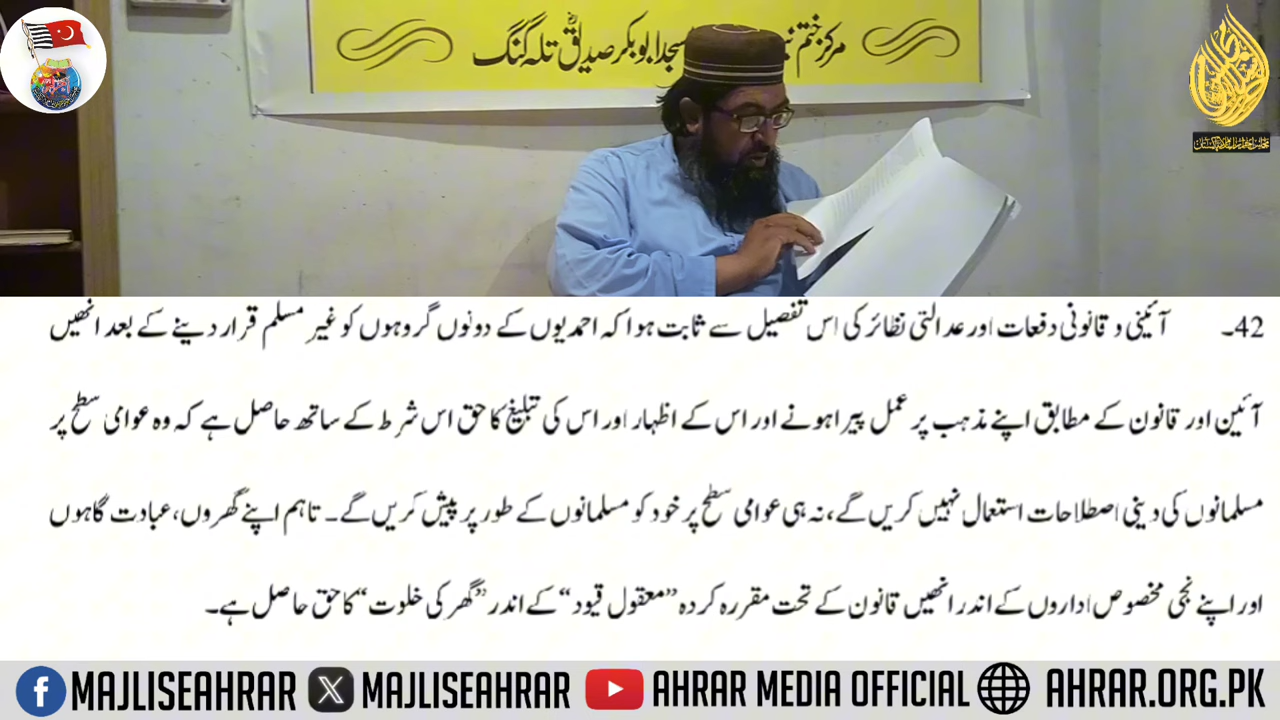 مرکز ختم مسجد ابوبکر صدیقؓ تلہ گنگ
42۔ آئینی و قانونی دفعات اور عدالتی نظائر کی اس تفصیل سے ثابت ہوا کہ احمدیوں کے دونوں گروہوں کو غیر مسلم قرار دینے کے بعد انھیں
آئین اور قانون کے مطابق اپنے مذہب پر عمل پیرا ہونے اور اس کے اظہار اور اس کی تبلیغ کا حق اس شرط کے ساتھ حاصل ہے کہ وہ عوامی سطح پر
مسلمانوں کی دینی اصطلاحات استعمال نہیں کریں گے، نہ ہی عوامی سطح پر خود کو مسلمانوں کے طور پر پیش کریں گے۔ تاہم اپنے گھروں، عبادت گاہوں
اور اپنے نجی مخصوص اداروں کے اندر انھیں قانون کے تحت مقررہ کردہ ”معقول قیود“ کے اندر ”گھر کی خلوت“ کا حق حاصل ہے۔
MAJLISEAHRAR MAJLISEAHRAR AHRAR MEDIA OFFICIAL AHRAR.ORG.PK